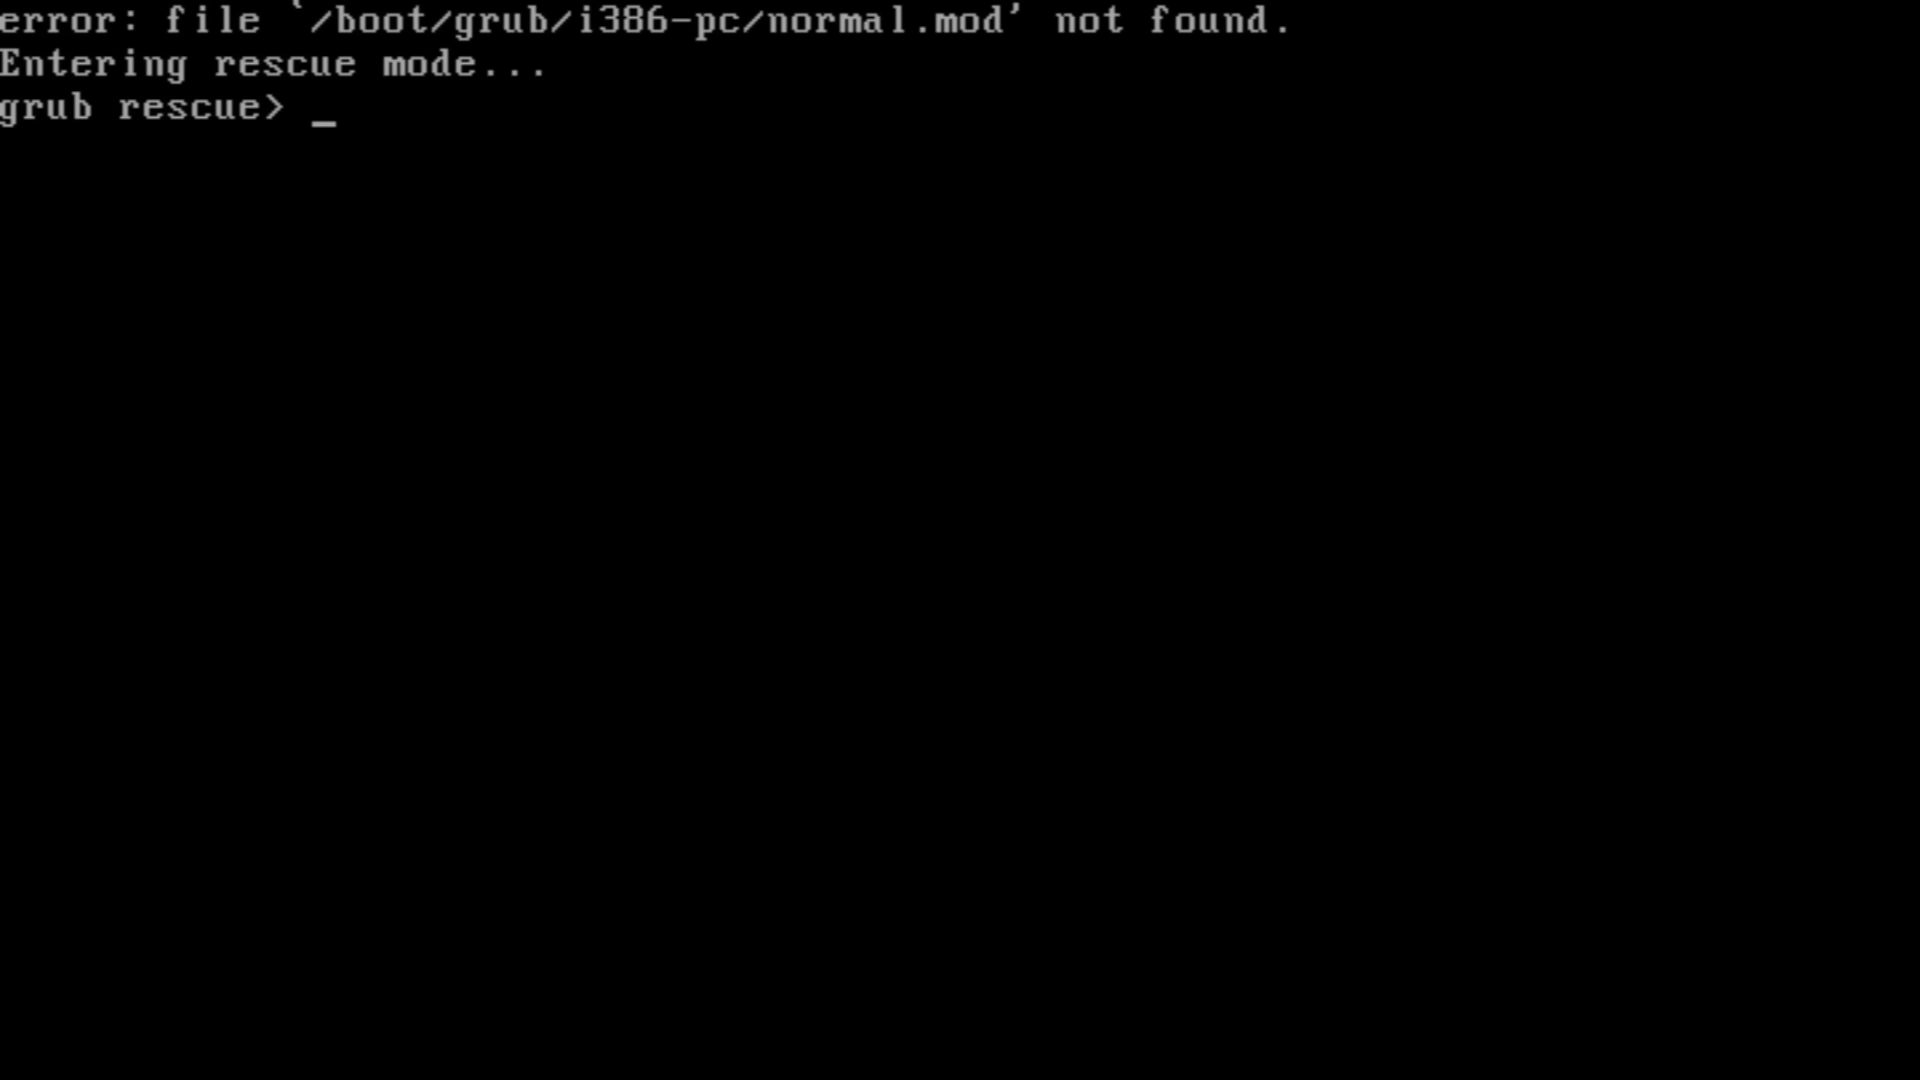 error: file `/boot/grub/i386-pc/normal.mod' not found.
Entering rescue mode...
grub rescue> _